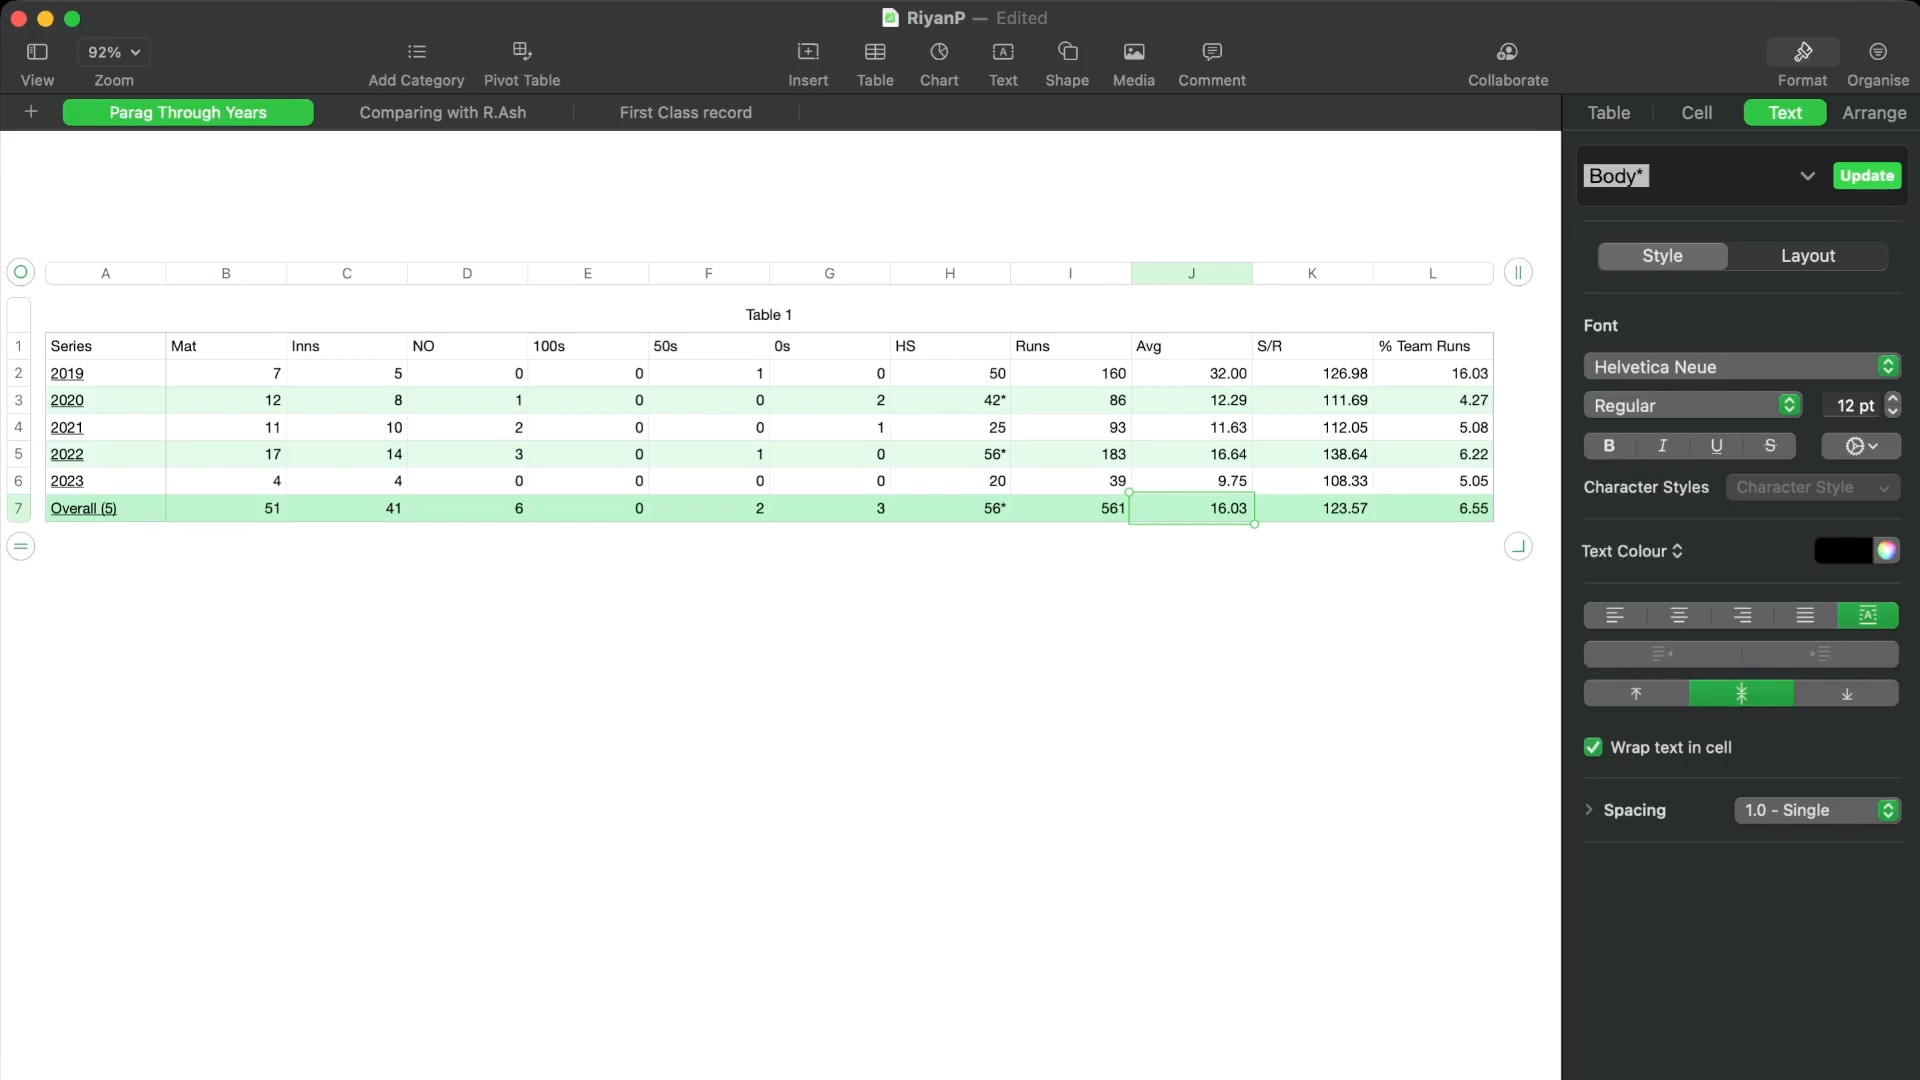 RiyanP — Edited
92%
View Zoom Add Category Pivot Table Insert Table Chart Text Shape Media Comment Collaborate Format Organise
+ Parag Through Years Comparing with R.Ash First Class record Table Cell Text Arrange
Body* Update
Style Layout
A B C D E F G H I J K L
Table 1
1 Series Mat Inns NO 100s 50s 0s HS Runs Avg S/R % Team Runs
2 2019 7 5 0 0 1 0 50 160 32.00 126.98 16.03
3 2020 12 8 1 0 0 2 42* 86 12.29 111.69 4.27
4 2021 11 10 2 0 0 1 25 93 11.63 112.05 5.08
5 2022 17 14 3 0 1 0 56* 183 16.64 138.64 6.22
6 2023 4 4 0 0 0 0 20 39 9.75 108.33 5.05
7 Overall (5) 51 41 6 0 2 3 56* 561 16.03 123.57 6.55
Font
Helvetica Neue
Regular 12 pt
B I U S
Character Styles Character Style
Text Colour
Wrap text in cell
Spacing 1.0 - Single